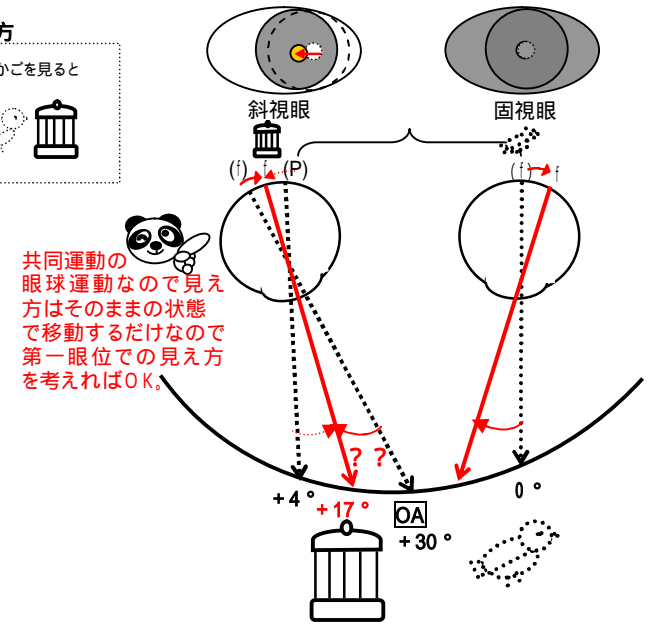 方
かごを見ると
斜視眼
固視眼
(f) f (P)
(f) f
共同運動の
眼球運動なので見え
方はそのままの状態
で移動するだけなので
第一眼位での見え方
を考えればOK。
? ?
+4°
+17°
OA
+30°
0°